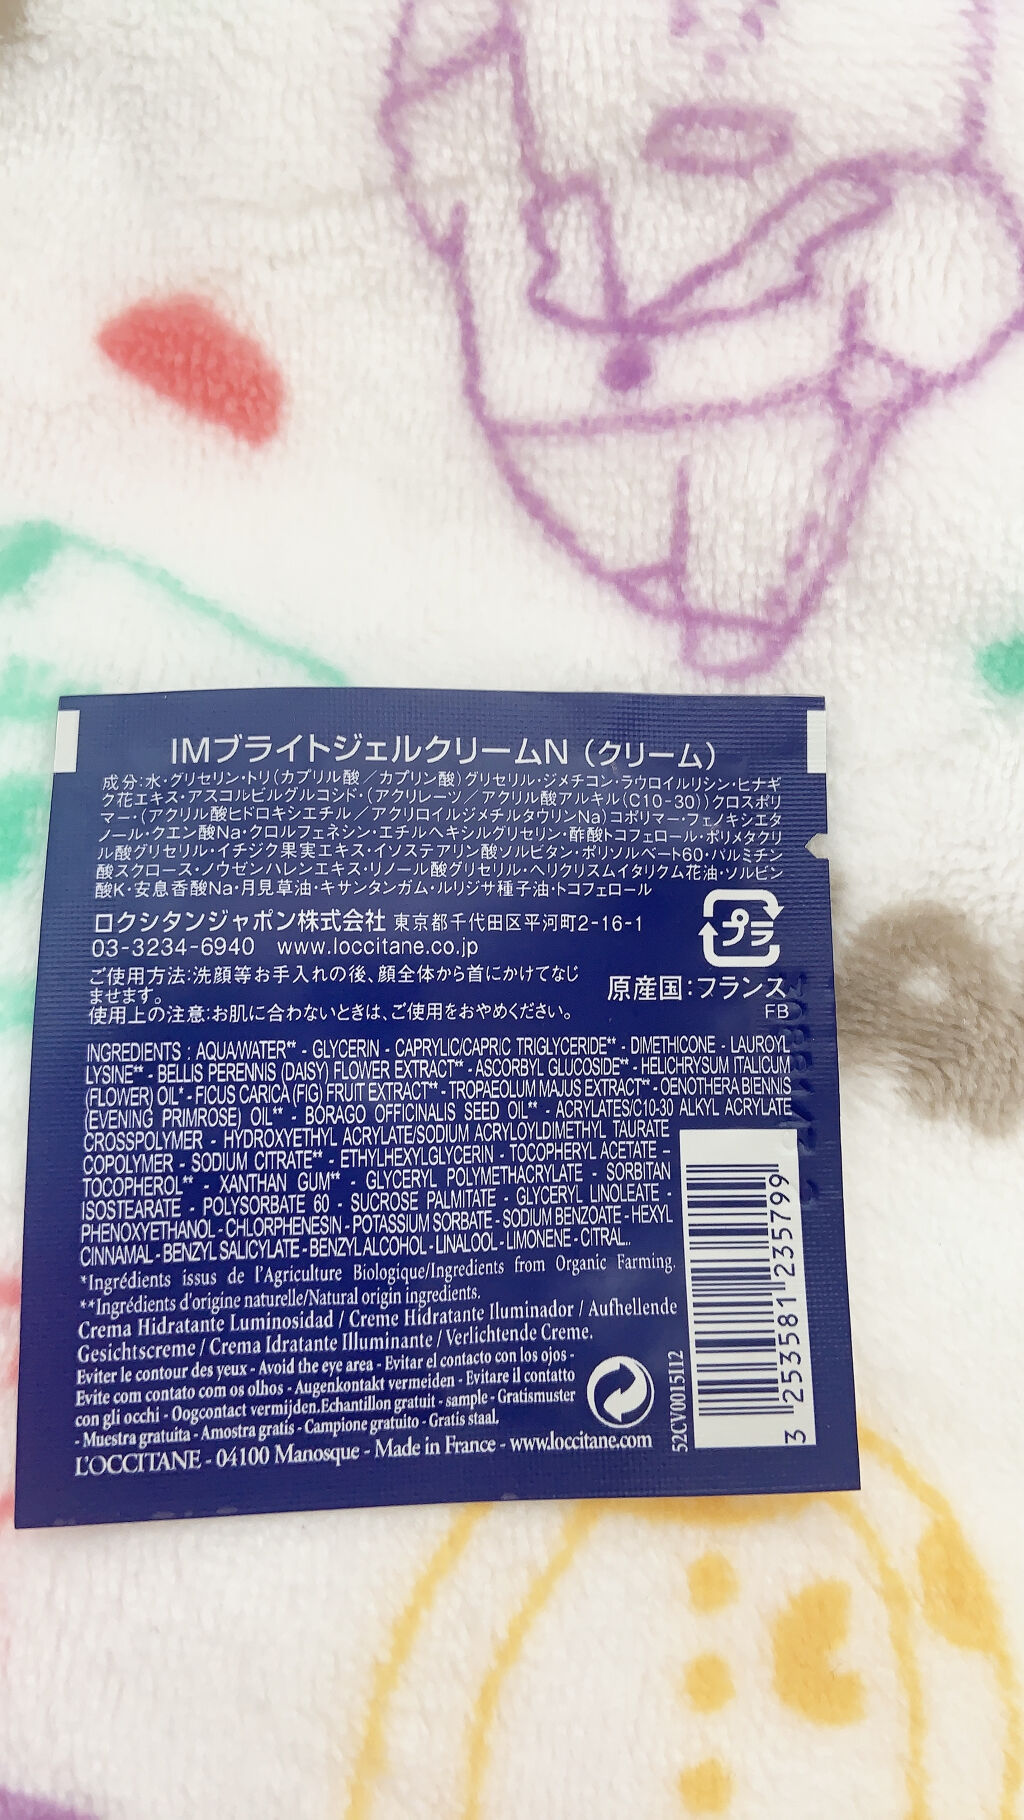 IMブライトジェルクリームN（クリーム）
成分:水・グリセリン・トリ(カプリル酸／カプリン酸)グリセリル・ジメチコン・ラウロイルリシン・ヒナギ
ク花エキス・アスコルビルグルコシド・(アクリレーツ／アクリル酸アルキル(C10-30))クロスポリ
マー・(アクリル酸ヒドロキシエチル／アクリロイルジメチルタウリンNa)コポリマー・フェノキシエタ
ノール・クエン酸Na・クロルフェネシン・エチルヘキシルグリセリン・酢酸トコフェロール・ポリメタクリ
ル酸グリセリル・イチジク果実エキス・イソステアリン酸ソルビタン・ポリソルベート60・パルミチン
酸スクロース・ノウゼンハレンエキス・リノール酸グリセリル・ヘリクリスムイタリクム花油・ソルビン
酸K・安息香酸Na・月見草油・キサンタンガム・ルリジサ種子油・トコフェロール
ロクシタンジャポン株式会社 東京都千代田区平河町2-16-1
03-3234-6940 www.loccitane.co.jp
プラ
ご使用方法:洗顔等お手入れの後、顔全体から首にかけてなじ
ませます。
使用上の注意:お肌に合わないときは、ご使用をおやめください。
原産国:フランス
FB
INGREDIENTS : AQUA/WATER** - GLYCERIN - CAPRYLIC/CAPRIC TRIGLYCERIDE** - DIMETHICONE - LAUROYL
LYSINE** - BELLIS PERENNIS (DAISY) FLOWER EXTRACT** - ASCORBYL GLUCOSIDE** - HELICHRYSUM ITALICUM
(FLOWER) OIL* - FICUS CARICA (FIG) FRUIT EXTRACT** - TROPAEOLUM MAJUS EXTRACT** - OENOTHERA BIENNIS
(EVENING PRIMROSE) OIL** - BORAGO OFFICINALIS SEED OIL** - ACRYLATES/C10-30 ALKYL ACRYLATE
CROSSPOLYMER - HYDROXYETHYL ACRYLATE/SODIUM ACRYLOYLDIMETHYL TAURATE
COPOLYMER - SODIUM CITRATE** - ETHYLHEXYLGLYCERIN - TOCOPHERYL ACETATE –
TOCOPHEROL** - XANTHAN GUM** - GLYCERYL POLYMETHACRYLATE - SORBITAN
ISOSTEARATE - POLYSORBATE 60 - SUCROSE PALMITATE - GLYCERYL LINOLEATE -
PHENOXYETHANOL - CHLORPHENESIN - POTASSIUM SORBATE - SODIUM BENZOATE - HEXYL
CINNAMAL - BENZYL SALICYLATE - BENZYL ALCOHOL - LINALOOL - LIMONENE - CITRAL..
*Ingrédients issus de l'Agriculture Biologique/Ingredients from Organic Farming.
**Ingrédients d'origine naturelle/Natural origin ingredients.
Crema Hidratante Luminosidad / Creme Hidratante Iluminador / Aufhellende
Gesichtscreme / Crema Idratante Illuminante / Verlichtende Creme.
Eviter le contour des yeux - Avoid the eye area - Evitar el contacto con los ojos -
Evite com contato com os olhos - Augenkontakt vermeiden - Evitare il contatto
con gli occhi - Oogcontact vermijden.Echantillon gratuit - sample - Gratismuster
- Muestra gratuita - Amostra gratis - Campione gratuito - Gratis staal.
L'OCCITANE - 04100 Manosque - Made in France - www.loccitane.com
52CV0015I12
3 253581 235799